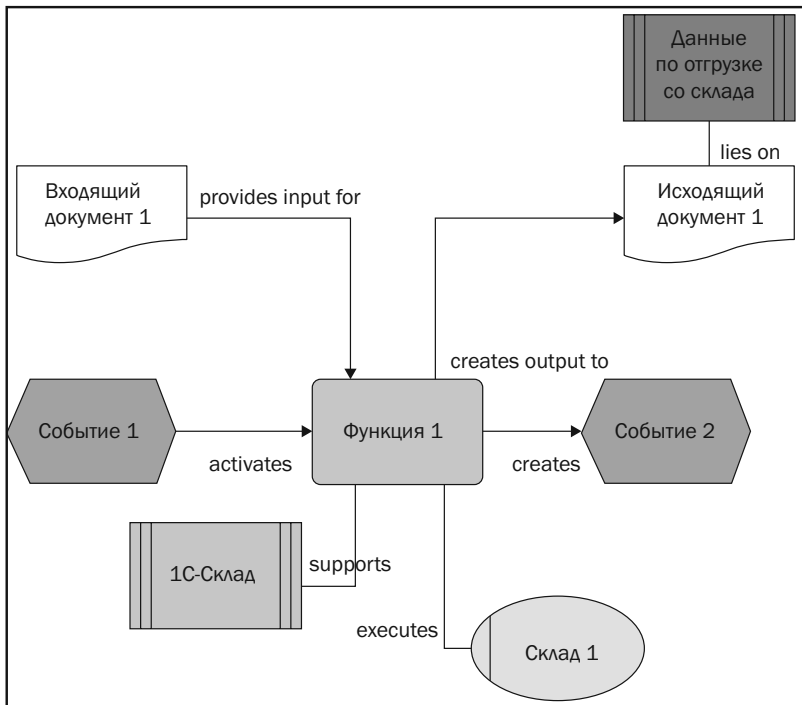 Данные
по отгрузке
со склада
lies on
Входящий
документ 1
provides input for
Исходящий
документ 1
creates output to
Событие 1
activates
Функция 1
creates
Событие 2
1С-Склад
supports
executes
Склад 1